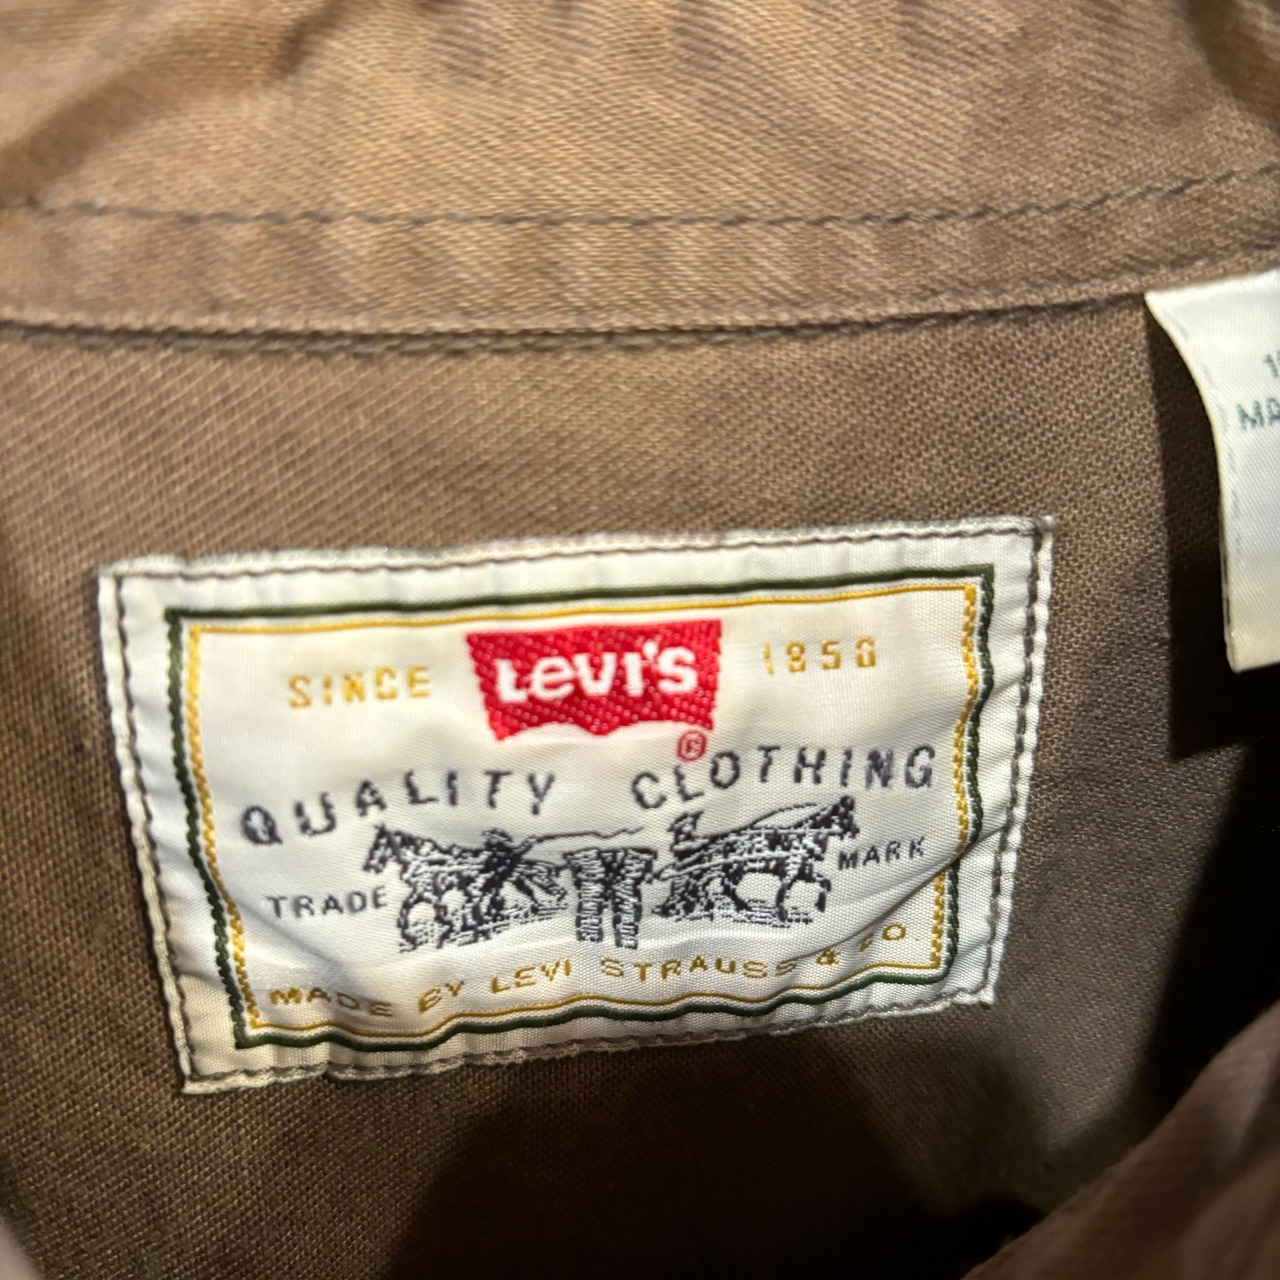 SINCE LEVI'S 1850
®
QUALITY CLOTHING
TRADE MARK
MADE BY LEVI STRAUSS & CO.